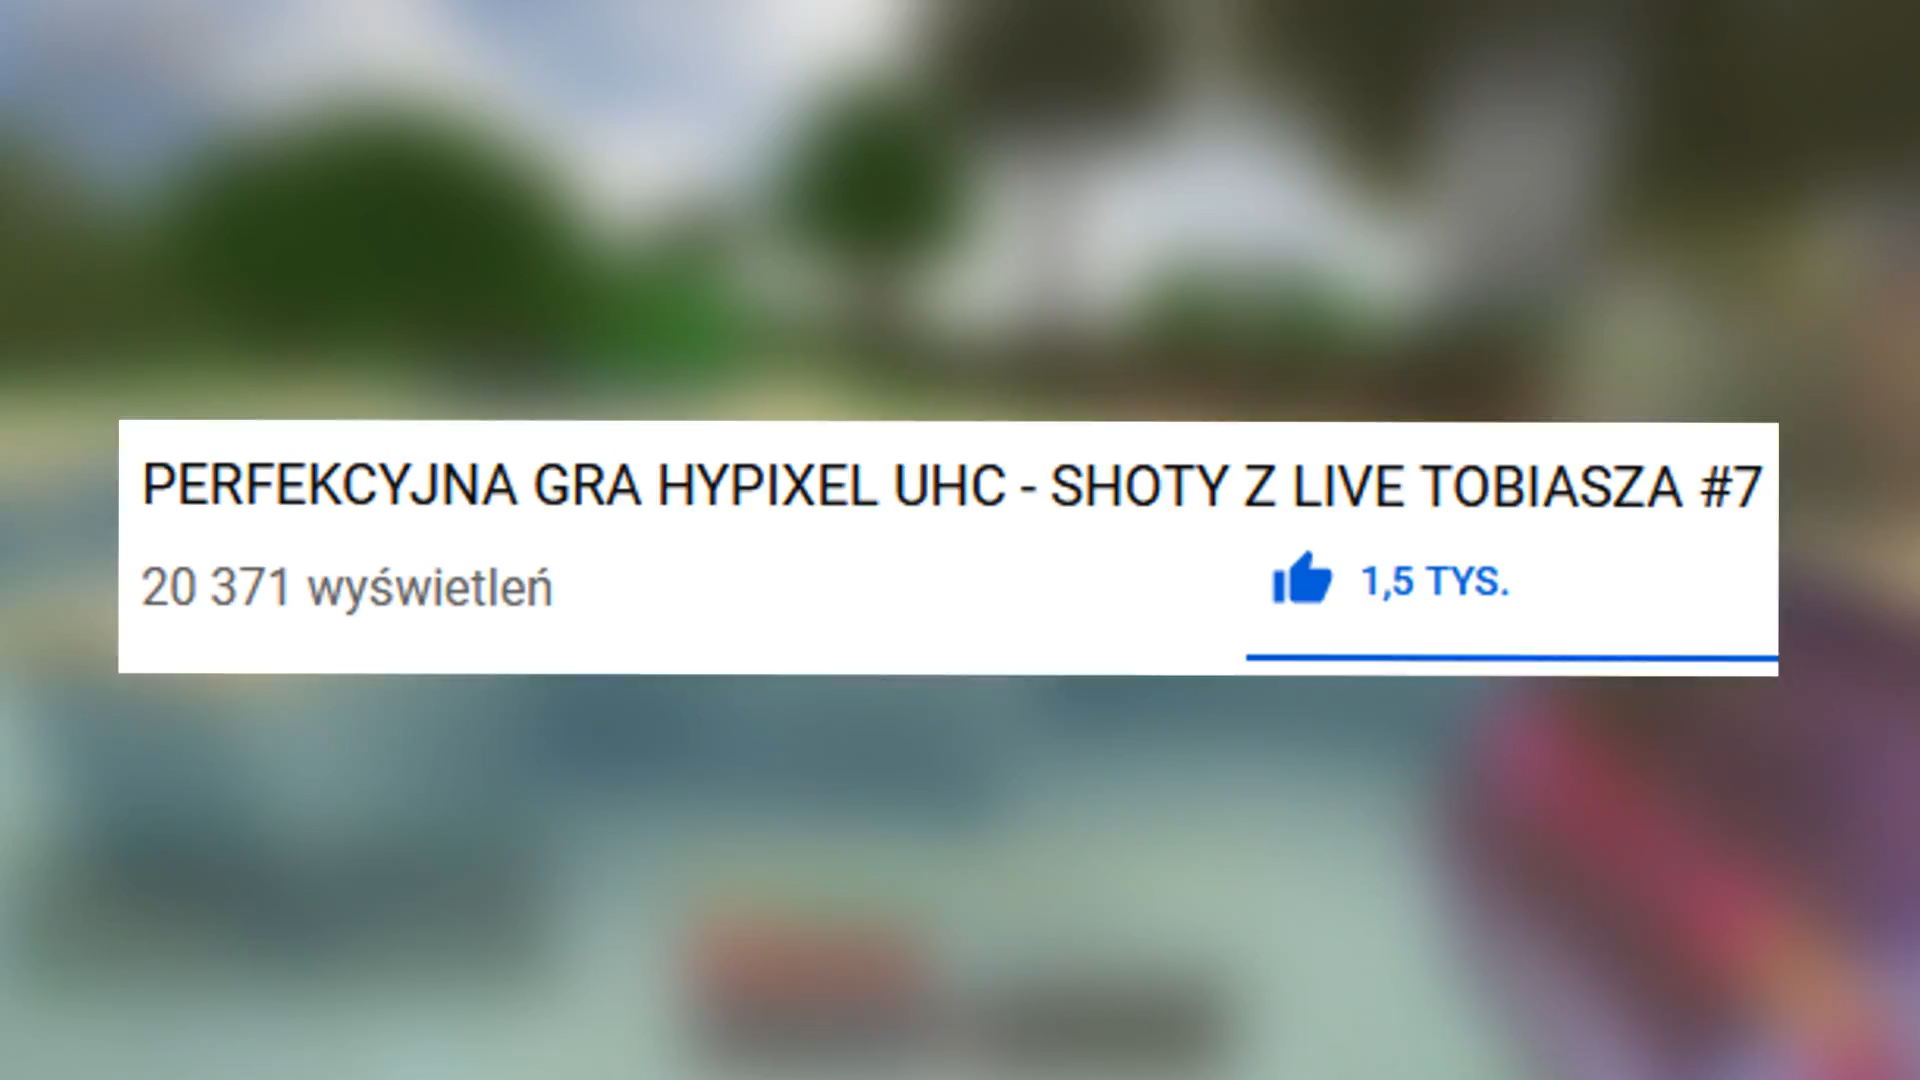 PERFEKCYJNA GRA HYPIXEL UHC - SHOTY Z LIVE TOBIASZA #7
20 371 wyświetleń 1,5 TYS.